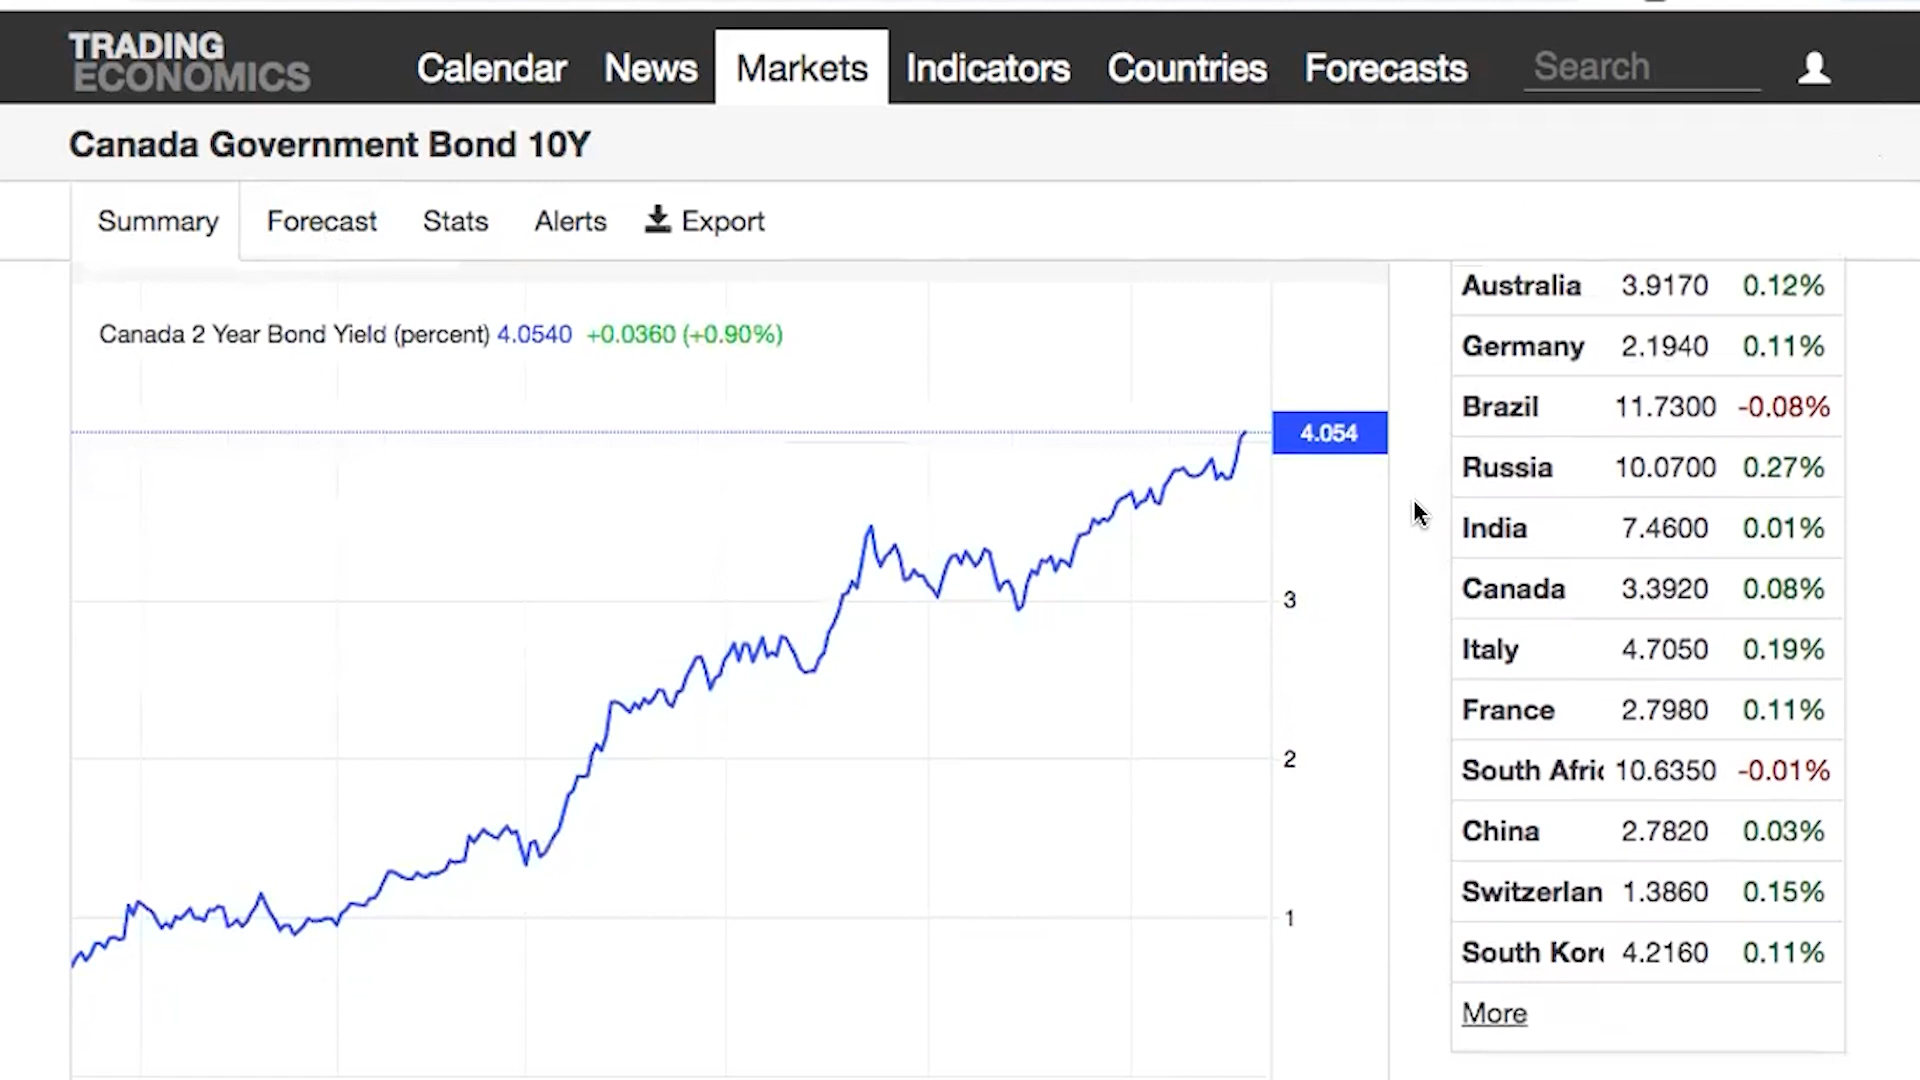 TRADING
ECONOMICS
Calendar News Markets Indicators Countries Forecasts Search
Canada Government Bond 10Y
Summary Forecast Stats Alerts Export
Canada 2 Year Bond Yield (percent) 4.0540 +0.0360 (+0.90%)
4.054
3
2
1
Australia 3.9170 0.12%
Germany 2.1940 0.11%
Brazil 11.7300 -0.08%
Russia 10.0700 0.27%
India 7.4600 0.01%
Canada 3.3920 0.08%
Italy 4.7050 0.19%
France 2.7980 0.11%
South Afric 10.6350 -0.01%
China 2.7820 0.03%
Switzerlan 1.3860 0.15%
South Kore 4.2160 0.11%
More